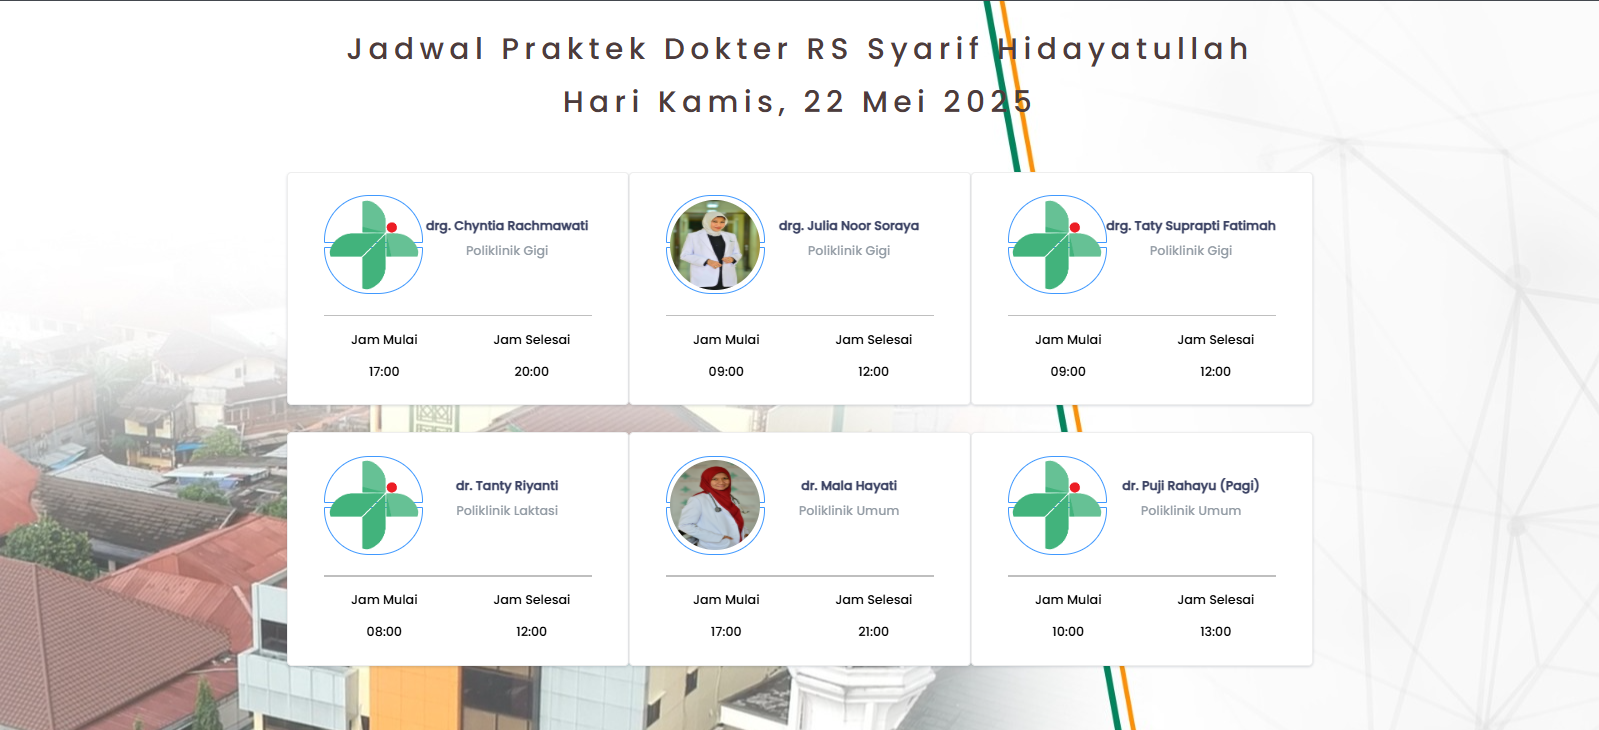 Jadwal Praktek Dokter RS Syarif Hidayatullah
Hari Kamis, 22 Mei 2025
drg. Chyntia Rachmawati
Poliklinik Gigi
Jam Mulai Jam Selesai
17:00 20:00
drg. Julia Noor Soraya
Poliklinik Gigi
Jam Mulai Jam Selesai
09:00 12:00
drg. Taty Suprapti Fatimah
Poliklinik Gigi
Jam Mulai Jam Selesai
09:00 12:00
dr. Tanty Riyanti
Poliklinik Laktasi
Jam Mulai Jam Selesai
08:00 12:00
dr. Mala Hayati
Poliklinik Umum
Jam Mulai Jam Selesai
17:00 21:00
dr. Puji Rahayu (Pagi)
Poliklinik Umum
Jam Mulai Jam Selesai
10:00 13:00